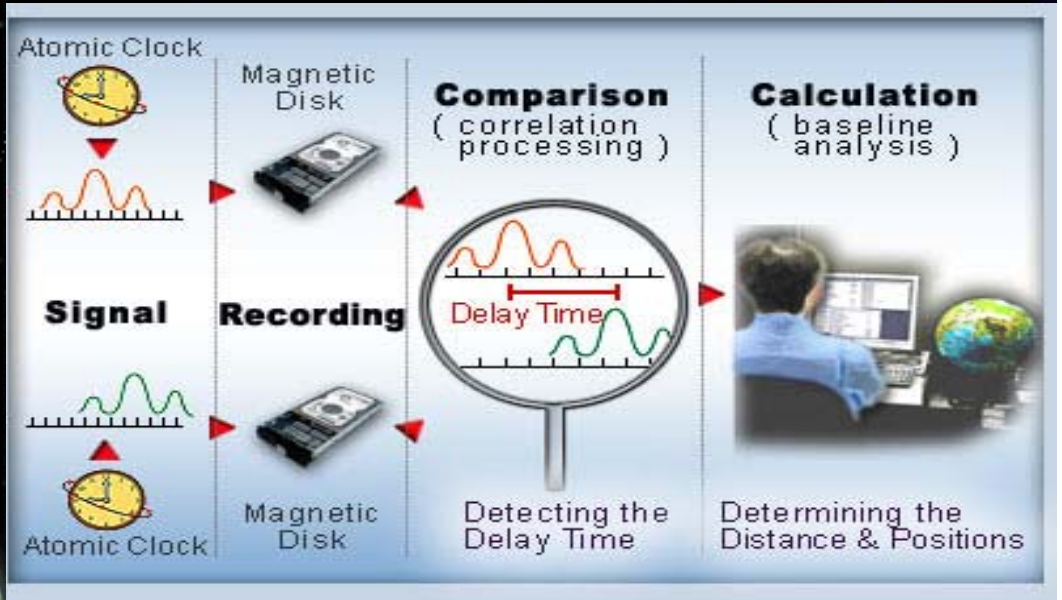 Atomic Clock
Signal
Atomic Clock
Magnetic
Disk
Recording
Magnetic
Disk
Comparison
( correlation
processing )
Delay Time
Detecting the
Delay Time
Calculation
( baseline
analysis )
Determining the
Distance & Positions